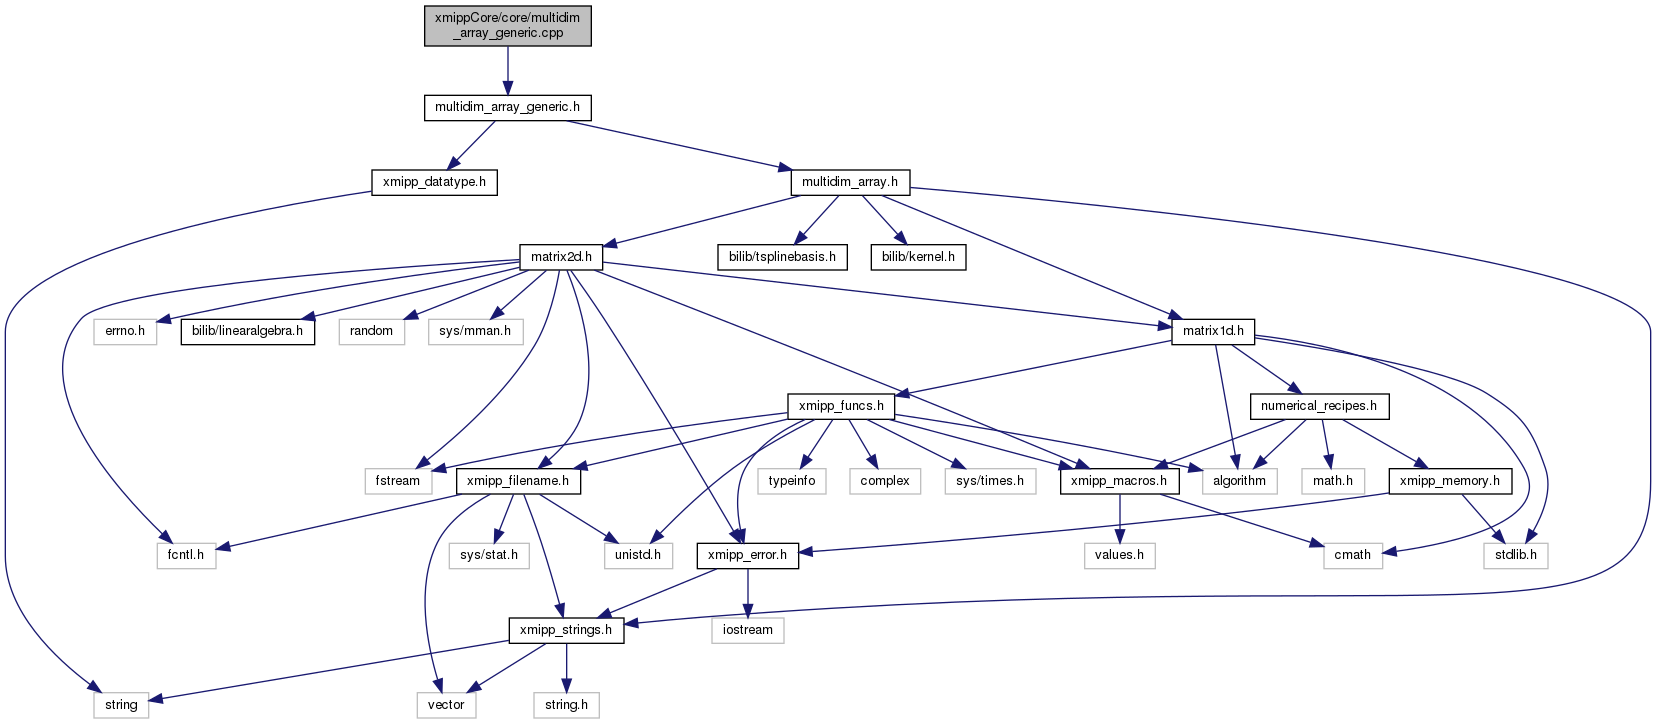 xmippCore/core/multidim
_array_generic.cpp
multidim_array_generic.h
xmipp_datatype.h
multidim_array.h
matrix2d.h
bilib/tsplinebasis.h
bilib/kernel.h
errno.h
bilib/linearalgebra.h
random
sys/mman.h
matrix1d.h
xmipp_funcs.h
numerical_recipes.h
fstream
xmipp_filename.h
typeinfo
complex
sys/times.h
xmipp_macros.h
algorithm
math.h
xmipp_memory.h
fcntl.h
sys/stat.h
unistd.h
xmipp_error.h
values.h
cmath
stdlib.h
xmipp_strings.h
iostream
string
vector
string.h